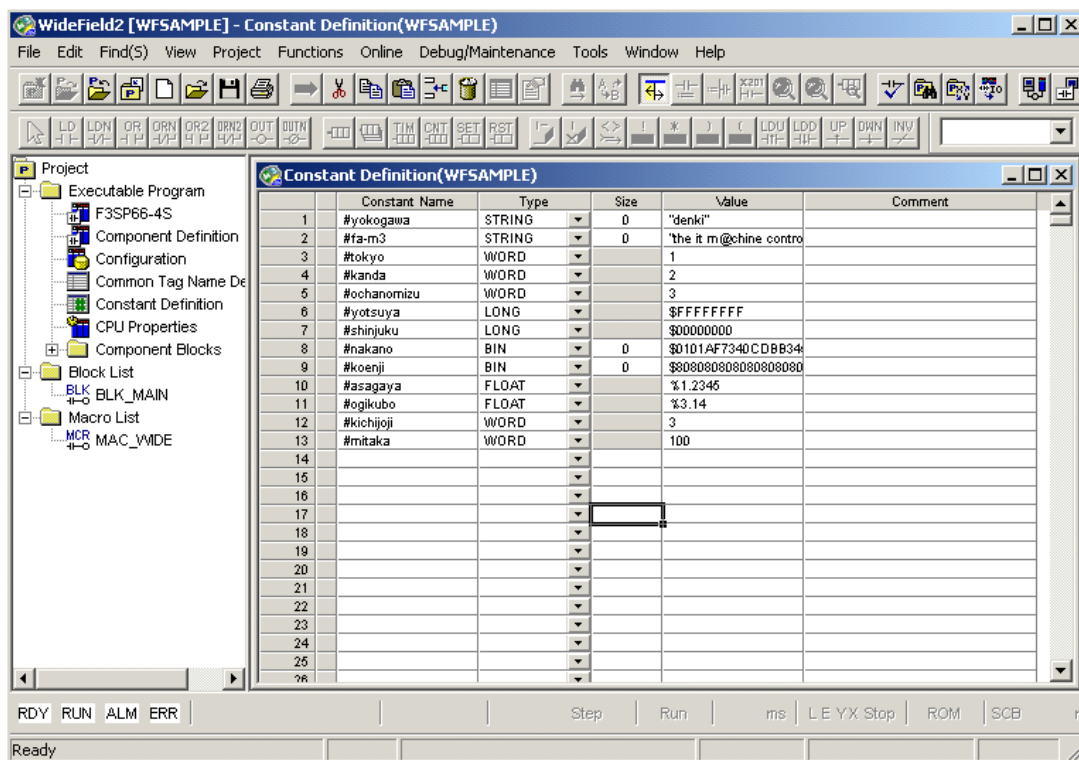 WideField2 [WFSAMPLE] - Constant Definition(WFSAMPLE)
File Edit Find(S) View Project Functions Online Debug/Maintenance Tools Window Help
X201
LD LDN OR ORN OR2 ORN2 OUT OUTN TIM CNT SET RST <> ! * ) ( LDU LDD UP DWN INV
Project
Executable Program
F3SP66-4S
Component Definition
Configuration
Common Tag Name De
Constant Definition
CPU Properties
Component Blocks
Block List
BLK BLK_MAIN
Macro List
MCR MAC_WIDE
Constant Definition(WFSAMPLE)
Constant Name Type Size Value Comment
1 #yokogawa STRING 0 "denki"
2 #fa-m3 STRING 0 "the it m@chine contro
3 #tokyo WORD 1
4 #kanda WORD 2
5 #ochanomizu WORD 3
6 #yotsuya LONG $FFFFFFFF
7 #shinjuku LONG $00000000
8 #nakano BIN 0 $0101AF7340CDBB34
9 #koenji BIN 0 $80808080808080808080
10 #asagaya FLOAT %1.2345
11 #ogikubo FLOAT %3.14
12 #kichijoji WORD 3
13 #mitaka WORD 100
14
15
16
17
18
19
20
21
22
23
24
25
26
RDY RUN ALM ERR Step Run ms L E YX Stop ROM SCB
Ready